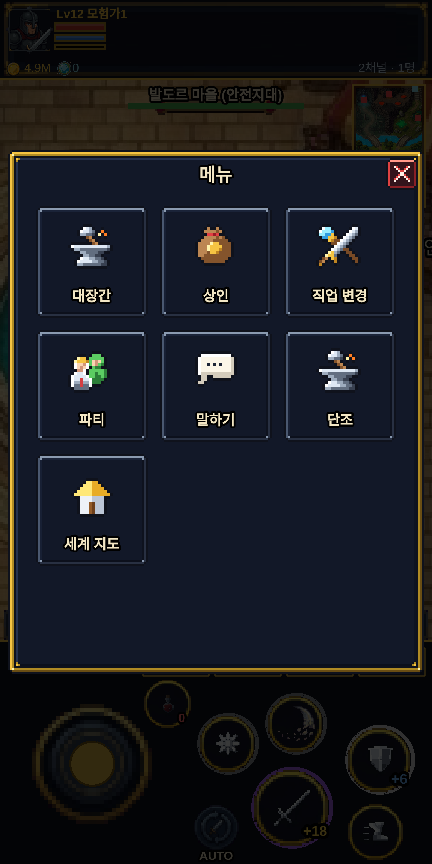 Lv12 모험가1
4.9M 0
2채널 · 1명
발도르 마을 (안전지대)
메뉴
대장간 상인 직업 변경
파티 말하기 단조
세계 지도
0
+6
+18
AUTO